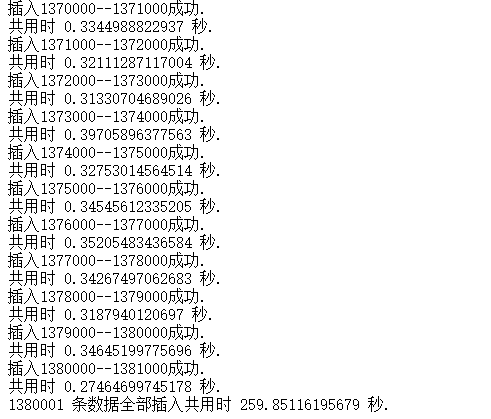 插入1370000--1371000成功.
共用时 0.3344988822937 秒.
插入1371000--1372000成功.
共用时 0.32111287117004 秒.
插入1372000--1373000成功.
共用时 0.31330704689026 秒.
插入1373000--1374000成功.
共用时 0.39705896377563 秒.
插入1374000--1375000成功.
共用时 0.32753014564514 秒.
插入1375000--1376000成功.
共用时 0.34545612335205 秒.
插入1376000--1377000成功.
共用时 0.35205483436584 秒.
插入1377000--1378000成功.
共用时 0.34267497062683 秒.
插入1378000--1379000成功.
共用时 0.3187940120697 秒.
插入1379000--1380000成功.
共用时 0.34645199775696 秒.
插入1380000--1381000成功.
共用时 0.27464699745178 秒.
1380001 条数据全部插入共用时 259.85116195679 秒.